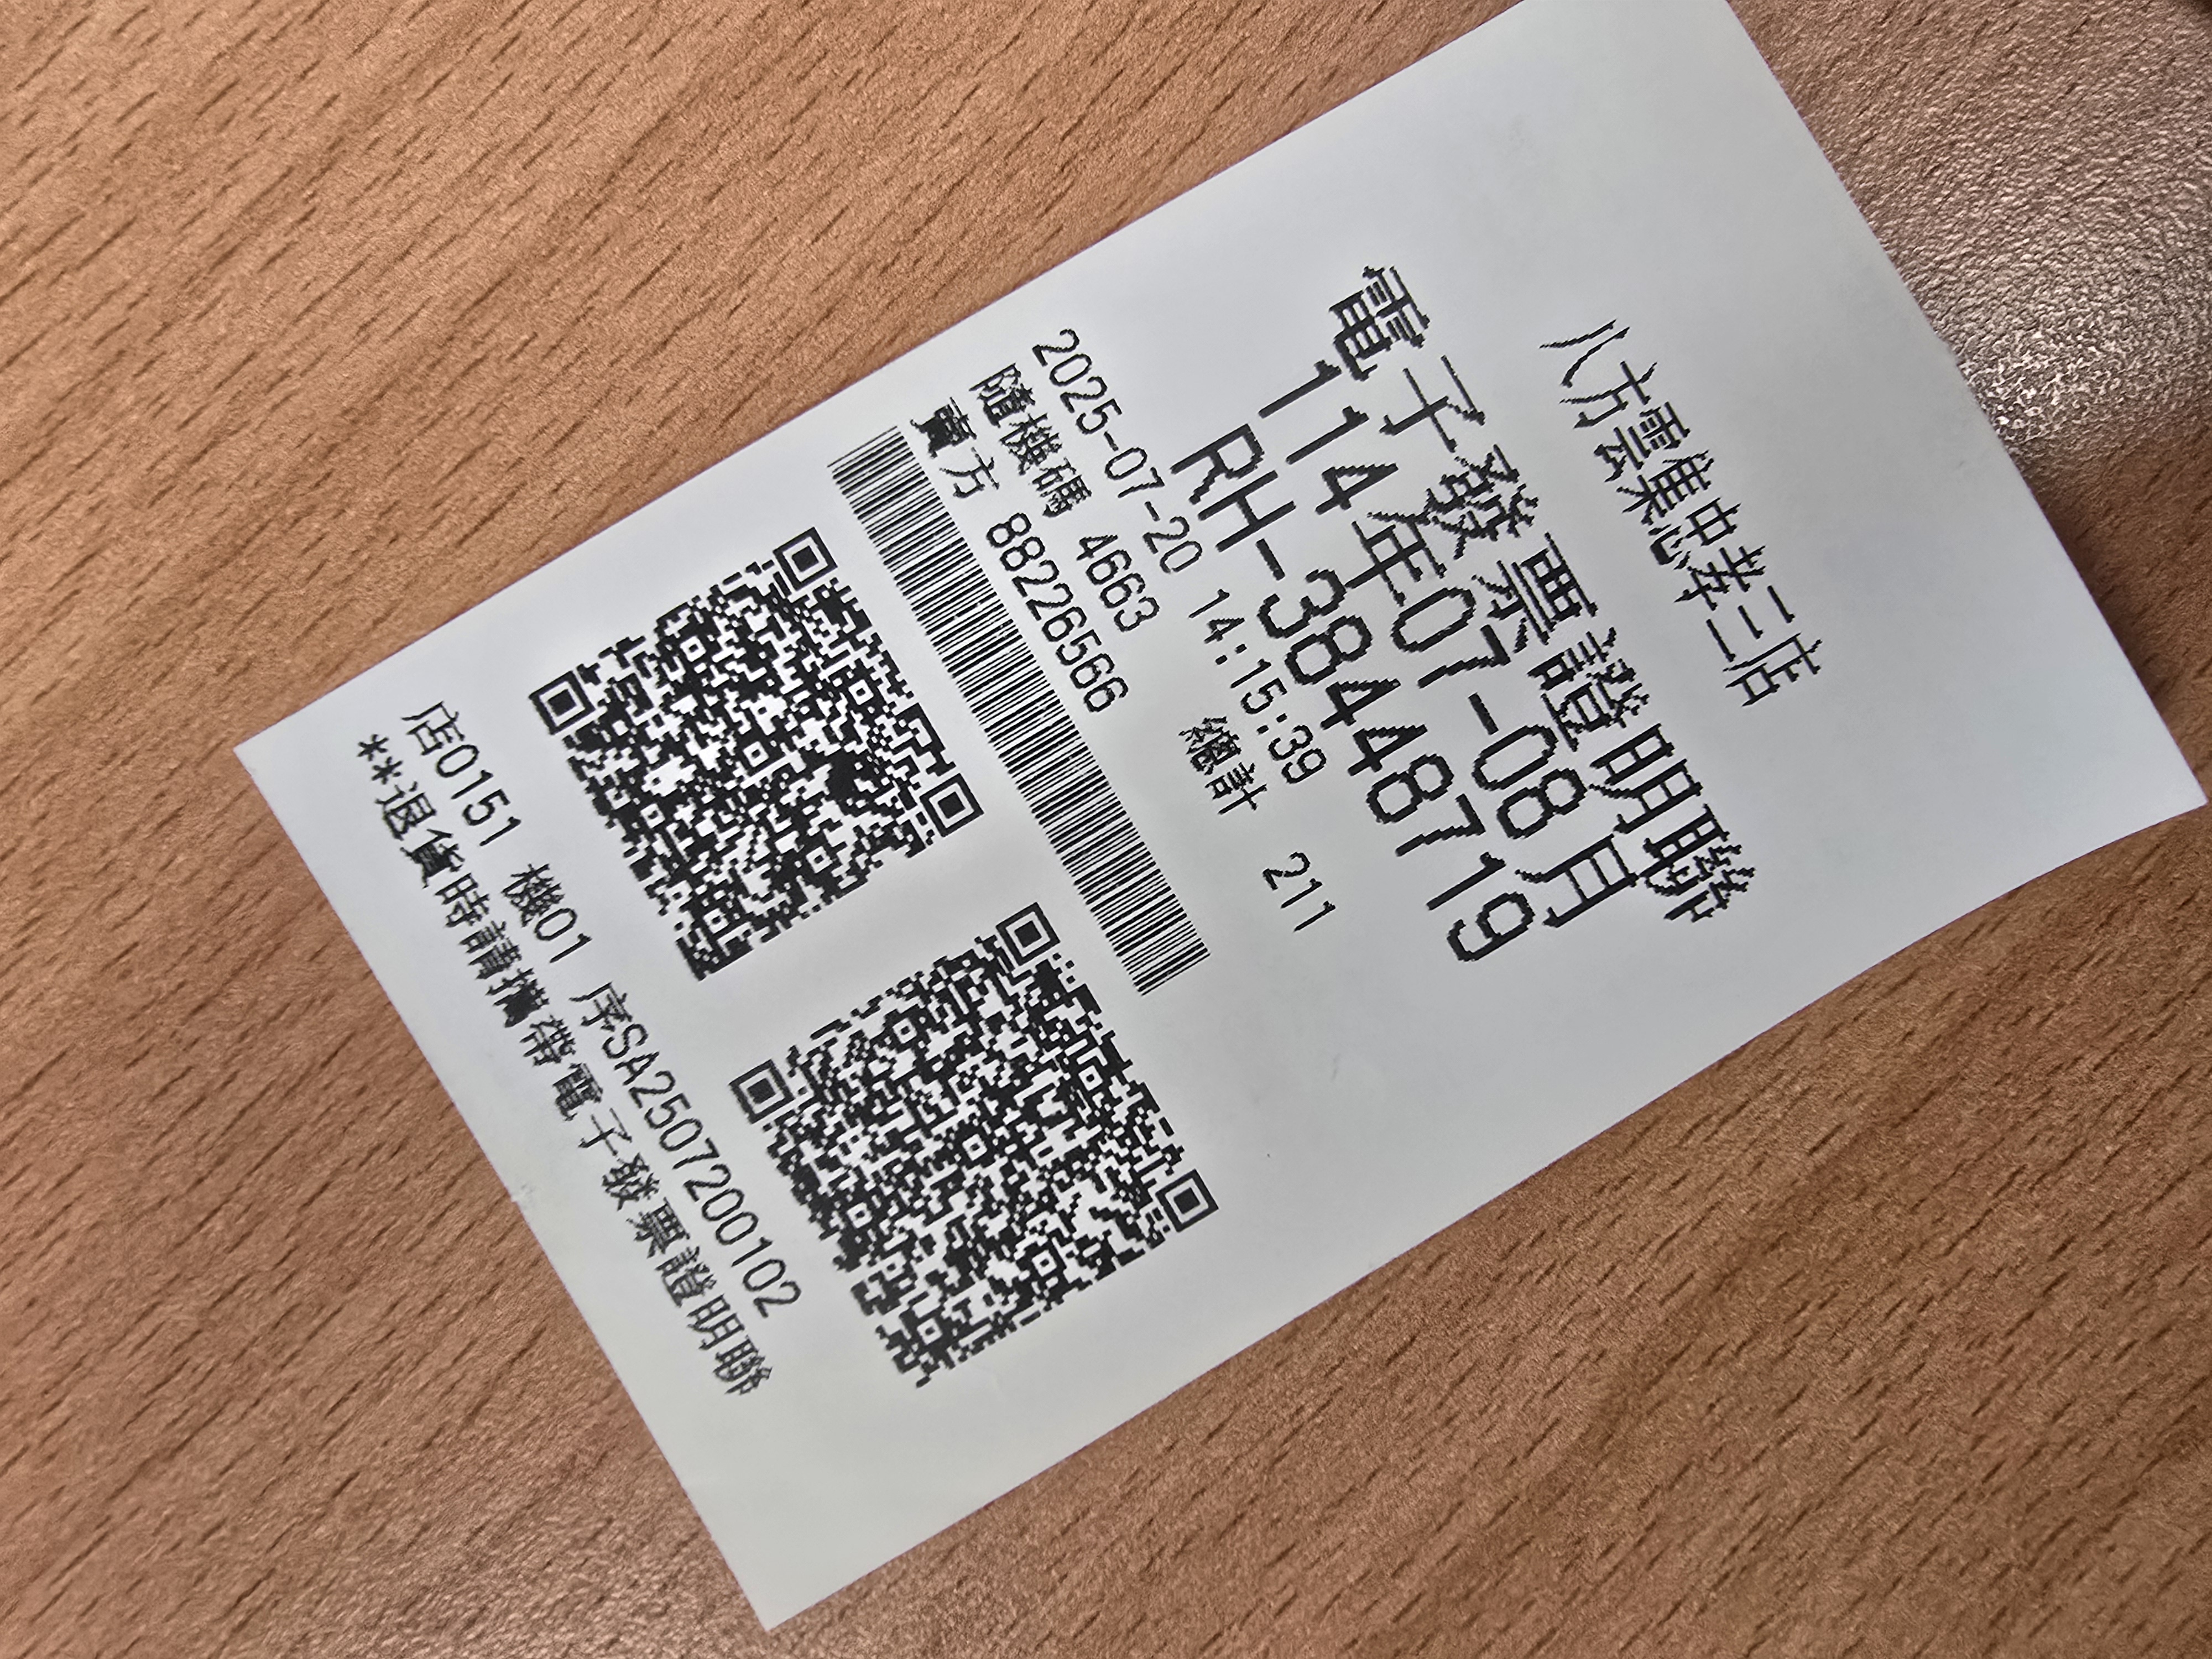 八方雲集忠孝三店
電子發票證明聯
114年07-08月
RH-38448719
2025-07-20 14:15:39
隨機碼 4663 總計 211
賣方 88226566
店0151 機01 序SA2507200102
**退貨時請攜帶電子發票證明聯